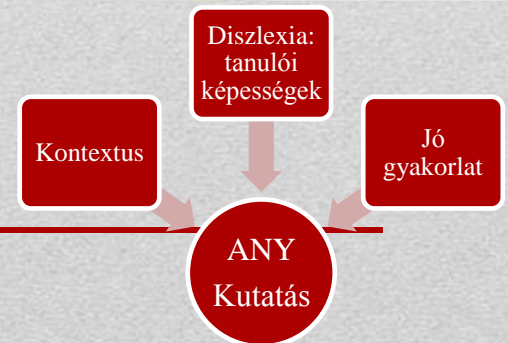 Diszlexia:
tanulói
képességek
Kontextus
Jó
gyakorlat
ANY
Kutatás